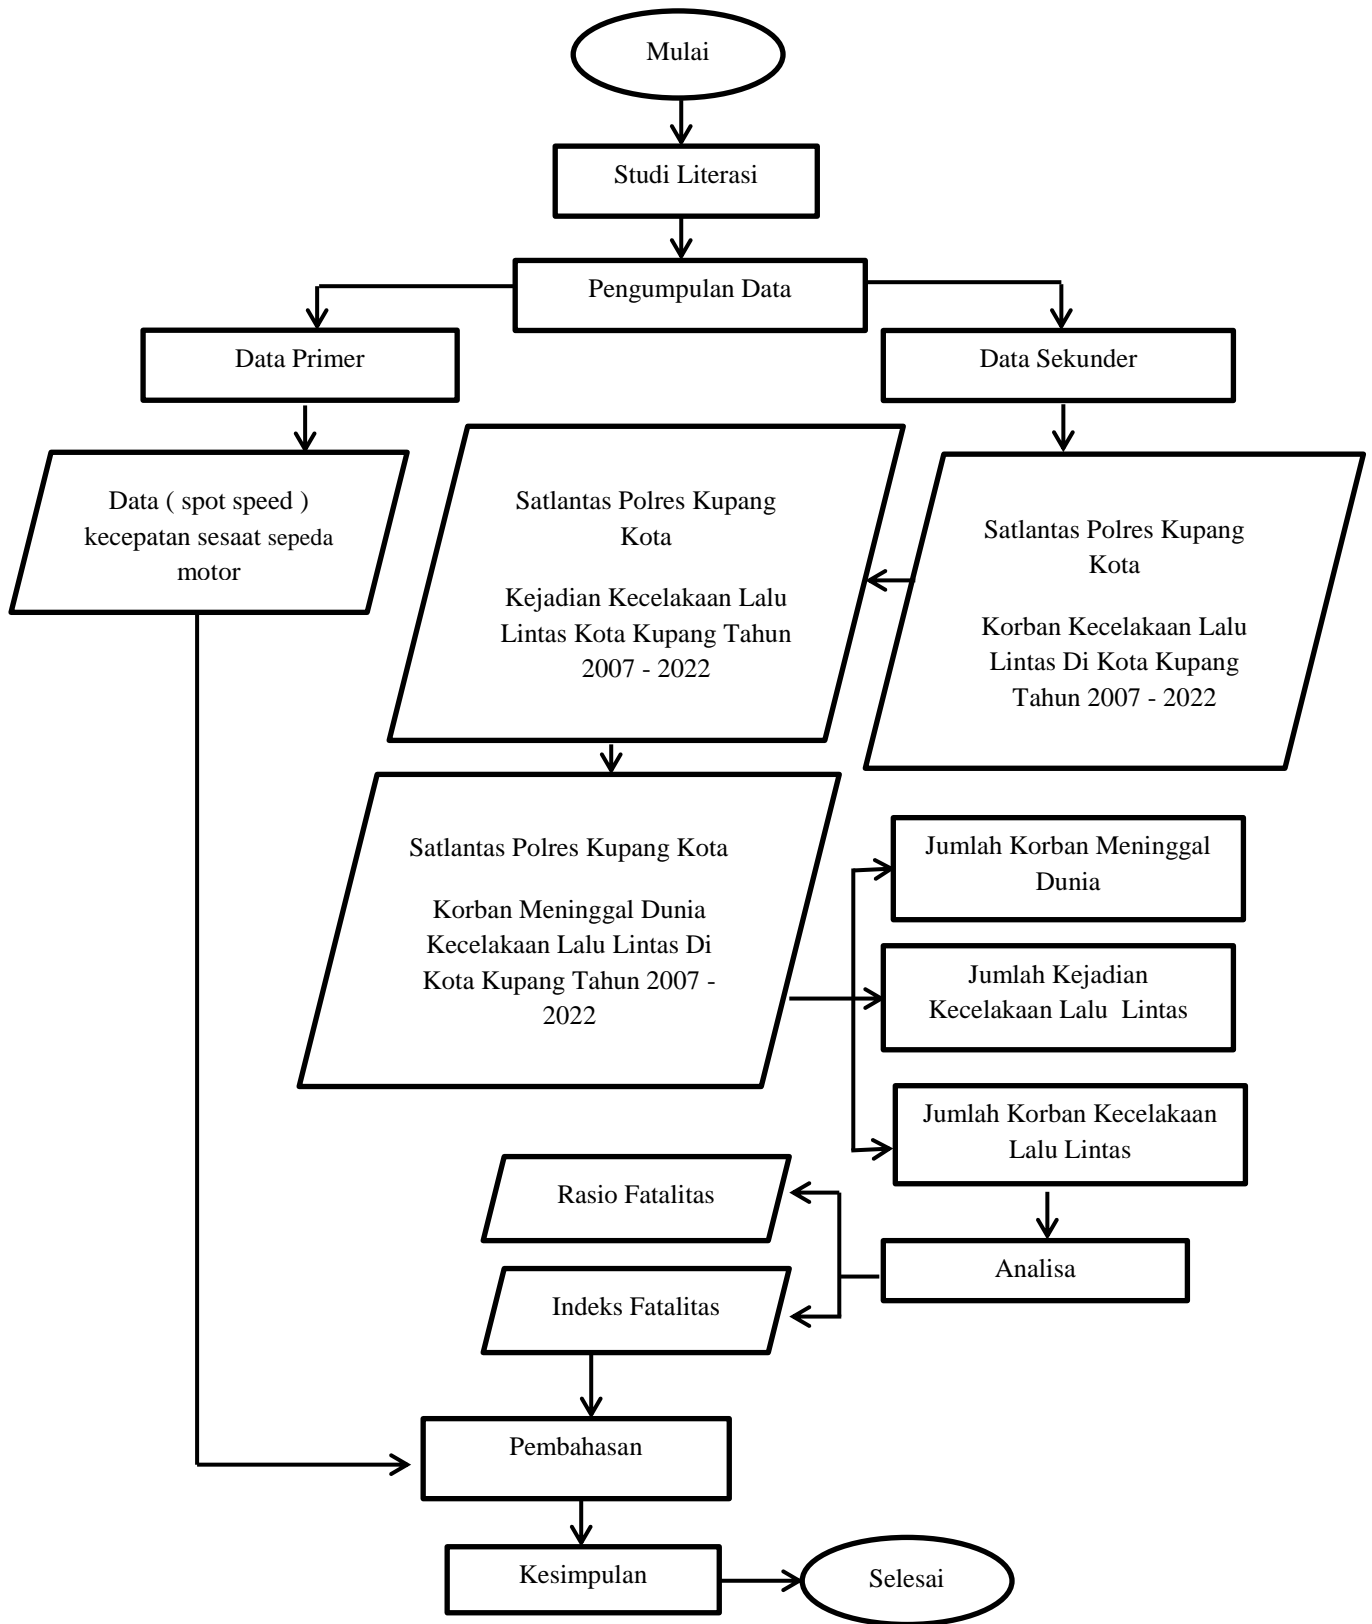 Mulai
Studi Literasi
Pengumpulan Data
Data Primer
Data Sekunder
Data ( spot speed )
kecepatan sesaat sepeda
motor
Satlantas Polres Kupang
Kota
Kejadian Kecelakaan Lalu
Lintas Kota Kupang Tahun
2007 - 2022
Satlantas Polres Kupang
Kota
Korban Kecelakaan Lalu
Lintas Di Kota Kupang
Tahun 2007 - 2022
Satlantas Polres Kupang Kota
Korban Meninggal Dunia
Kecelakaan Lalu Lintas Di
Kota Kupang Tahun 2007 -
2022
Jumlah Korban Meninggal
Dunia
Jumlah Kejadian
Kecelakaan Lalu  Lintas
Jumlah Korban Kecelakaan
Lalu Lintas
Rasio Fatalitas
Analisa
Indeks Fatalitas
Pembahasan
Kesimpulan
Selesai